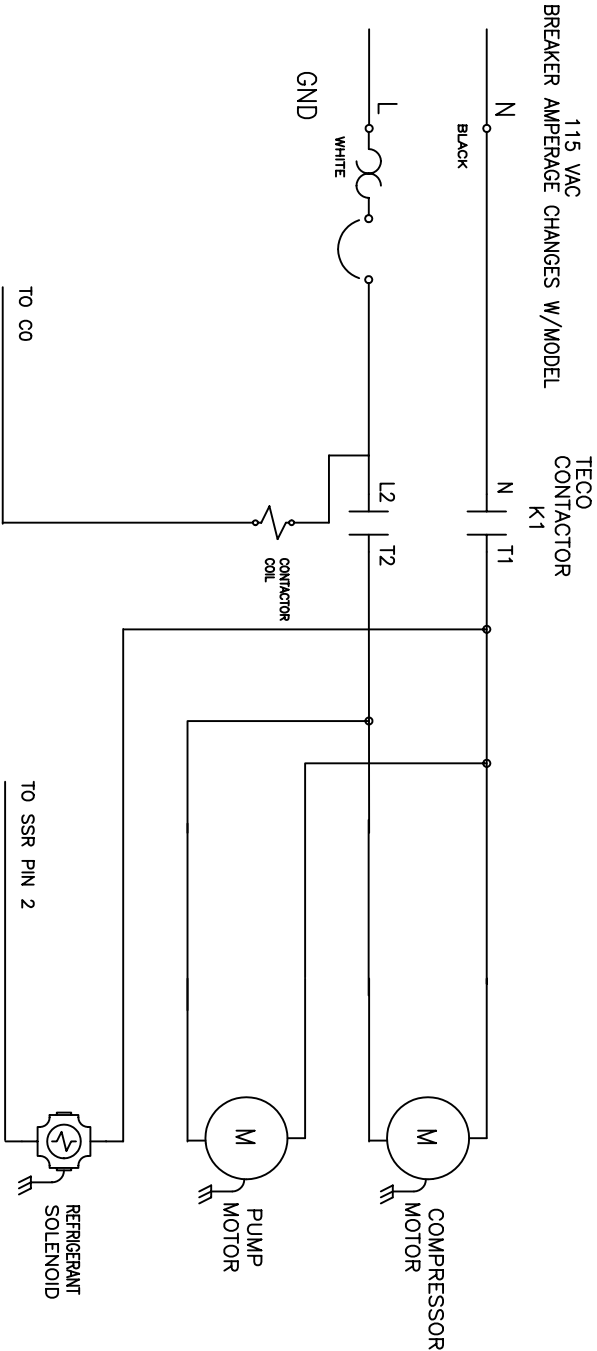 115 VAC
BREAKER AMPERAGE CHANGES W/MODEL
TECO
CONTACTOR
K1
N
BLACK
N
T1
L
WHITE
GND
L2
T2
CONTACTOR
COIL
TO CO
TO SSR PIN 2
M
COMPRESSOR
MOTOR
M
PUMP
MOTOR
REFRIGERANT
SOLENOID